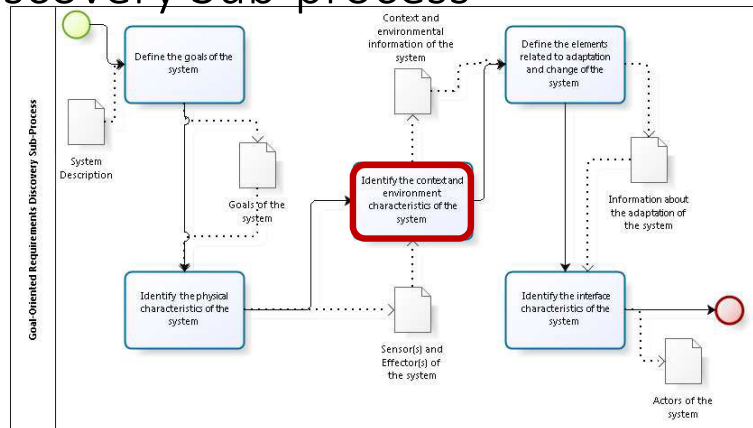 scovery Sub-process
Goal-Oriented Requirements Discovery Sub-Process
Define the goals of the
system
System
Description
Goals of the
system
Identify the physical
characteristics of the
system
Context and
environmental
information of the
system
Identify the context and
environment
characteristics of the
system
Sensor(s) and
Effector(s) of
the system
Define the elements
related to adaptation
and change of the
system
Information about
the adaptation of
the system
Identify the interface
characteristics of the
system
Actors of the
system